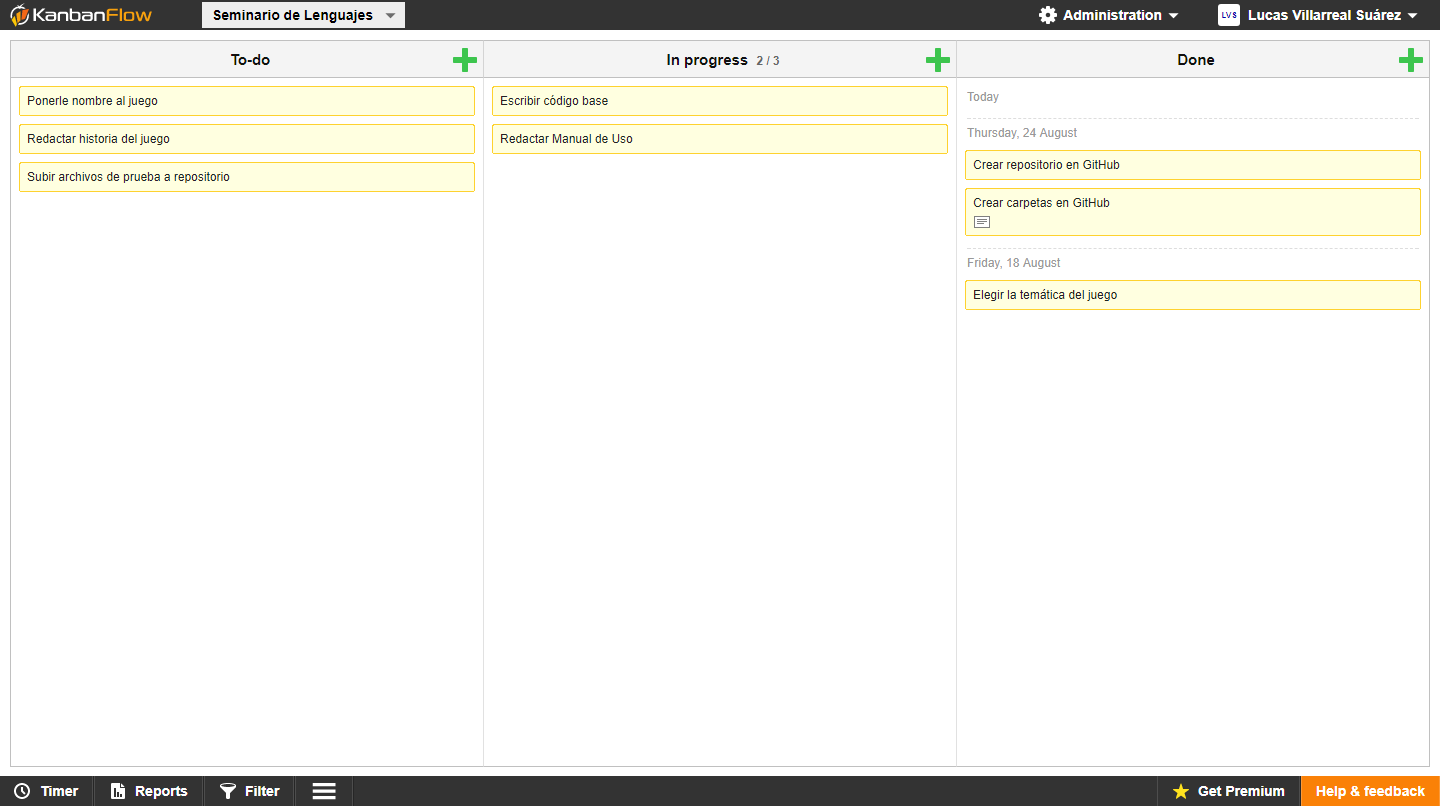 KanbanFlow
Seminario de Lenguajes
Administration
LVS
Lucas Villarreal Suárez
To-do
In progress 2 / 3
Done
Ponerle nombre al juego
Redactar historia del juego
Subir archivos de prueba a repositorio
Escribir código base
Redactar Manual de Uso
Today
Thursday, 24 August
Crear repositorio en GitHub
Crear carpetas en GitHub
Friday, 18 August
Elegir la temática del juego
Timer
Reports
Filter
Get Premium
Help & feedback